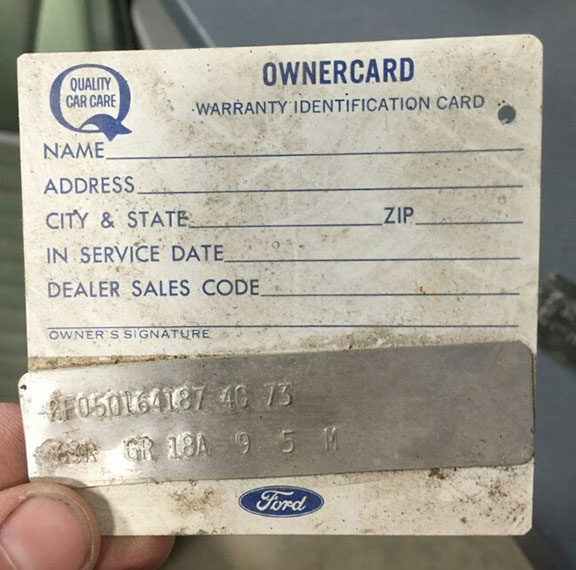 QUALITY
CAR CARE
OWNERCARD
WARRANTY IDENTIFICATION CARD
NAME
ADDRESS
CITY & STATE ZIP
IN SERVICE DATE
DEALER SALES CODE
OWNER'S SIGNATURE
73
GR 18A 9 5 M
Ford